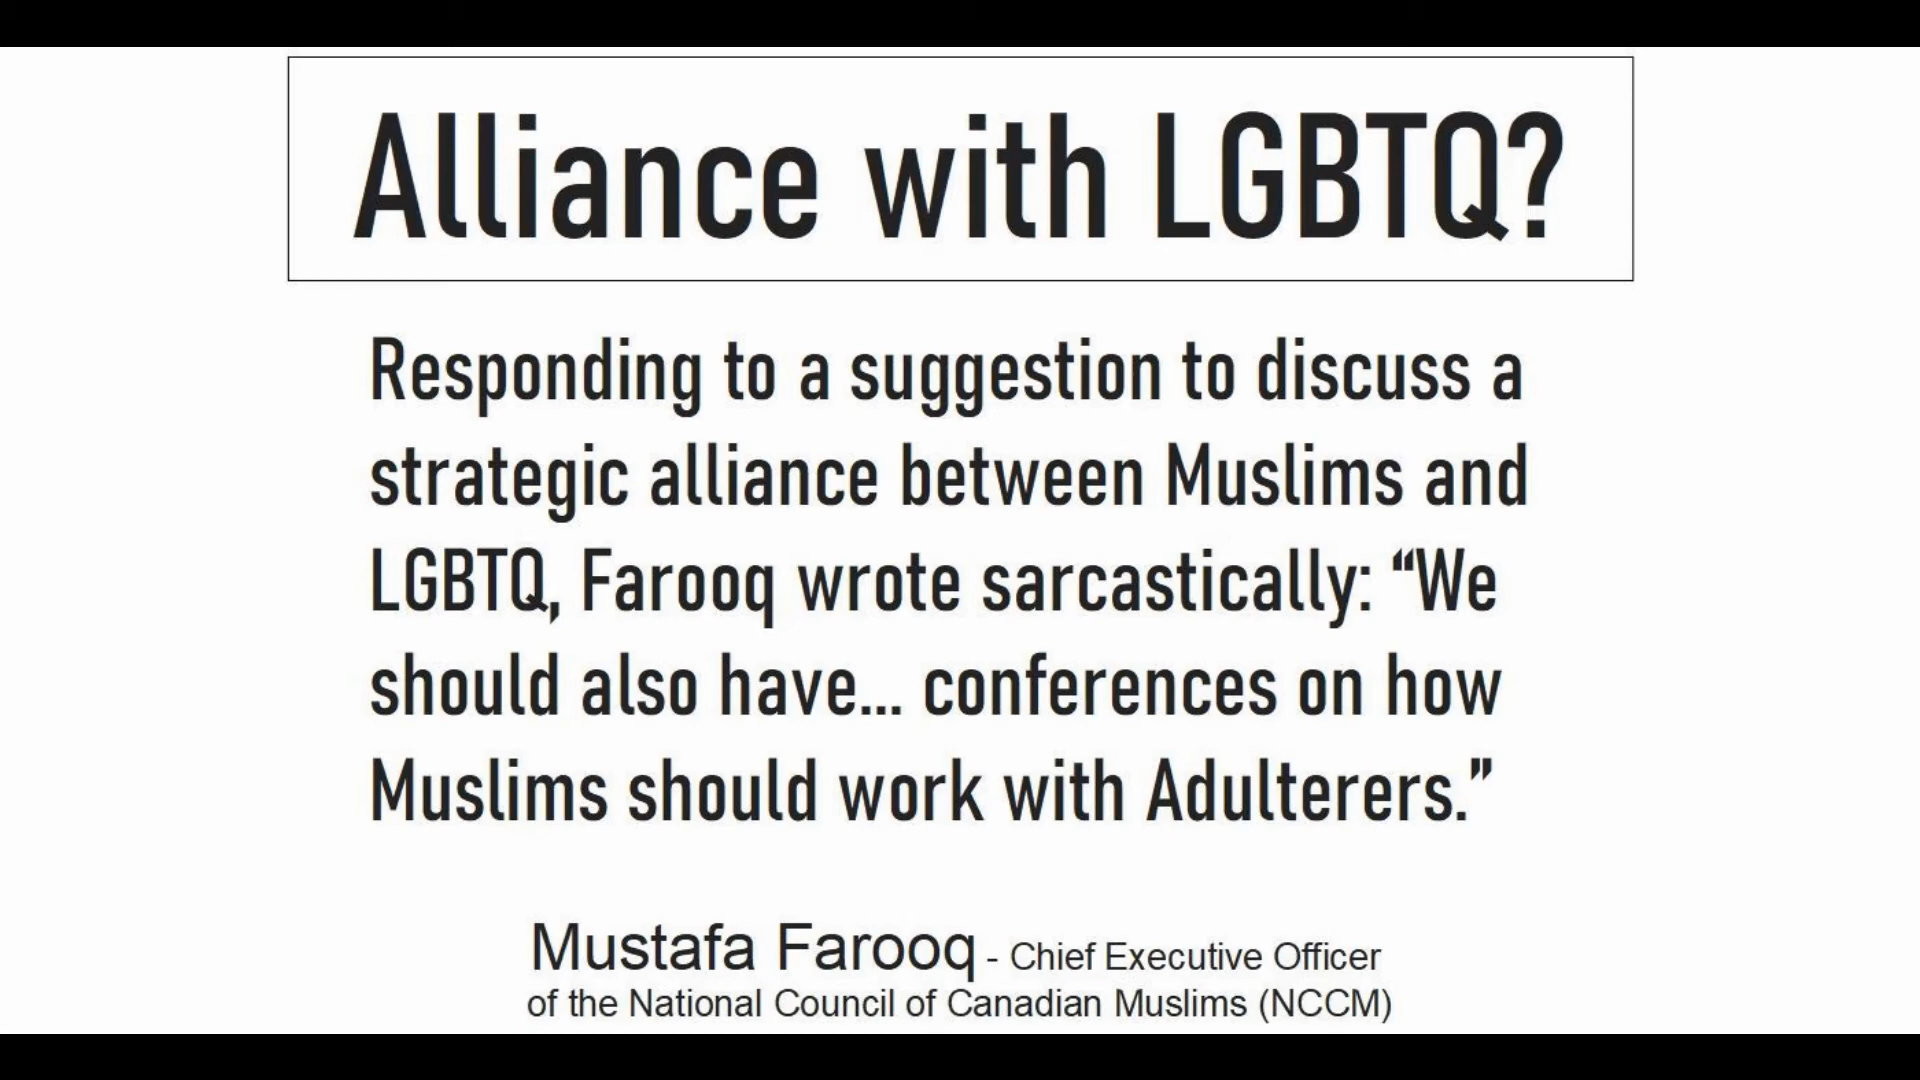 Alliance with LGBTQ?
Responding to a suggestion to discuss a
strategic alliance between Muslims and
LGBTQ, Farooq wrote sarcastically: “We
should also have... conferences on how
Muslims should work with Adulterers.”
Mustafa Farooq - Chief Executive Officer
of the National Council of Canadian Muslims (NCCM)